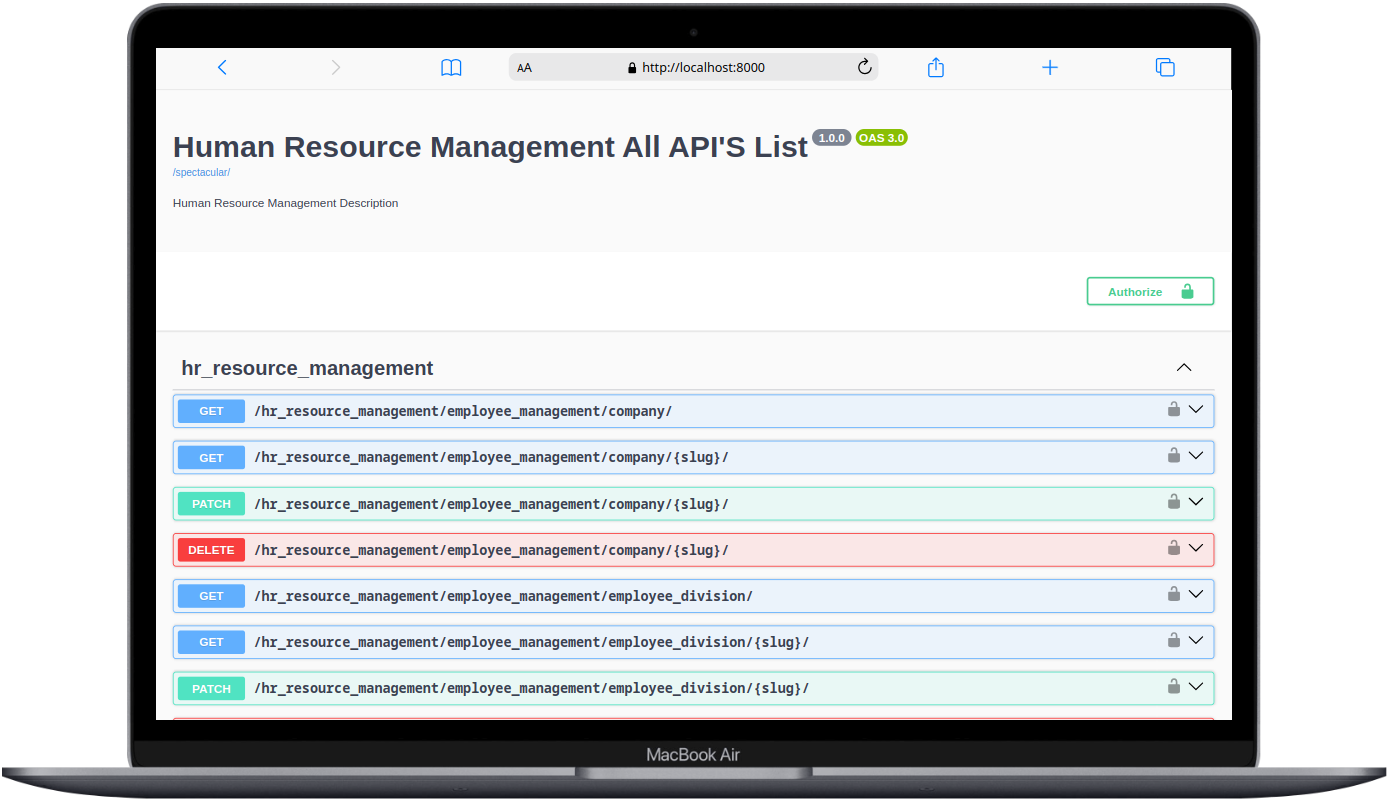 AA http://localhost:8000
Human Resource Management All API'S List 1.0.0 OAS 3.0
/spectacular/
Human Resource Management Description
Authorize
hr_resource_management
GET /hr_resource_management/employee_management/company/
GET /hr_resource_management/employee_management/company/{slug}/
PATCH /hr_resource_management/employee_management/company/{slug}/
DELETE /hr_resource_management/employee_management/company/{slug}/
GET /hr_resource_management/employee_management/employee_division/
GET /hr_resource_management/employee_management/employee_division/{slug}/
PATCH /hr_resource_management/employee_management/employee_division/{slug}/
MacBook Air